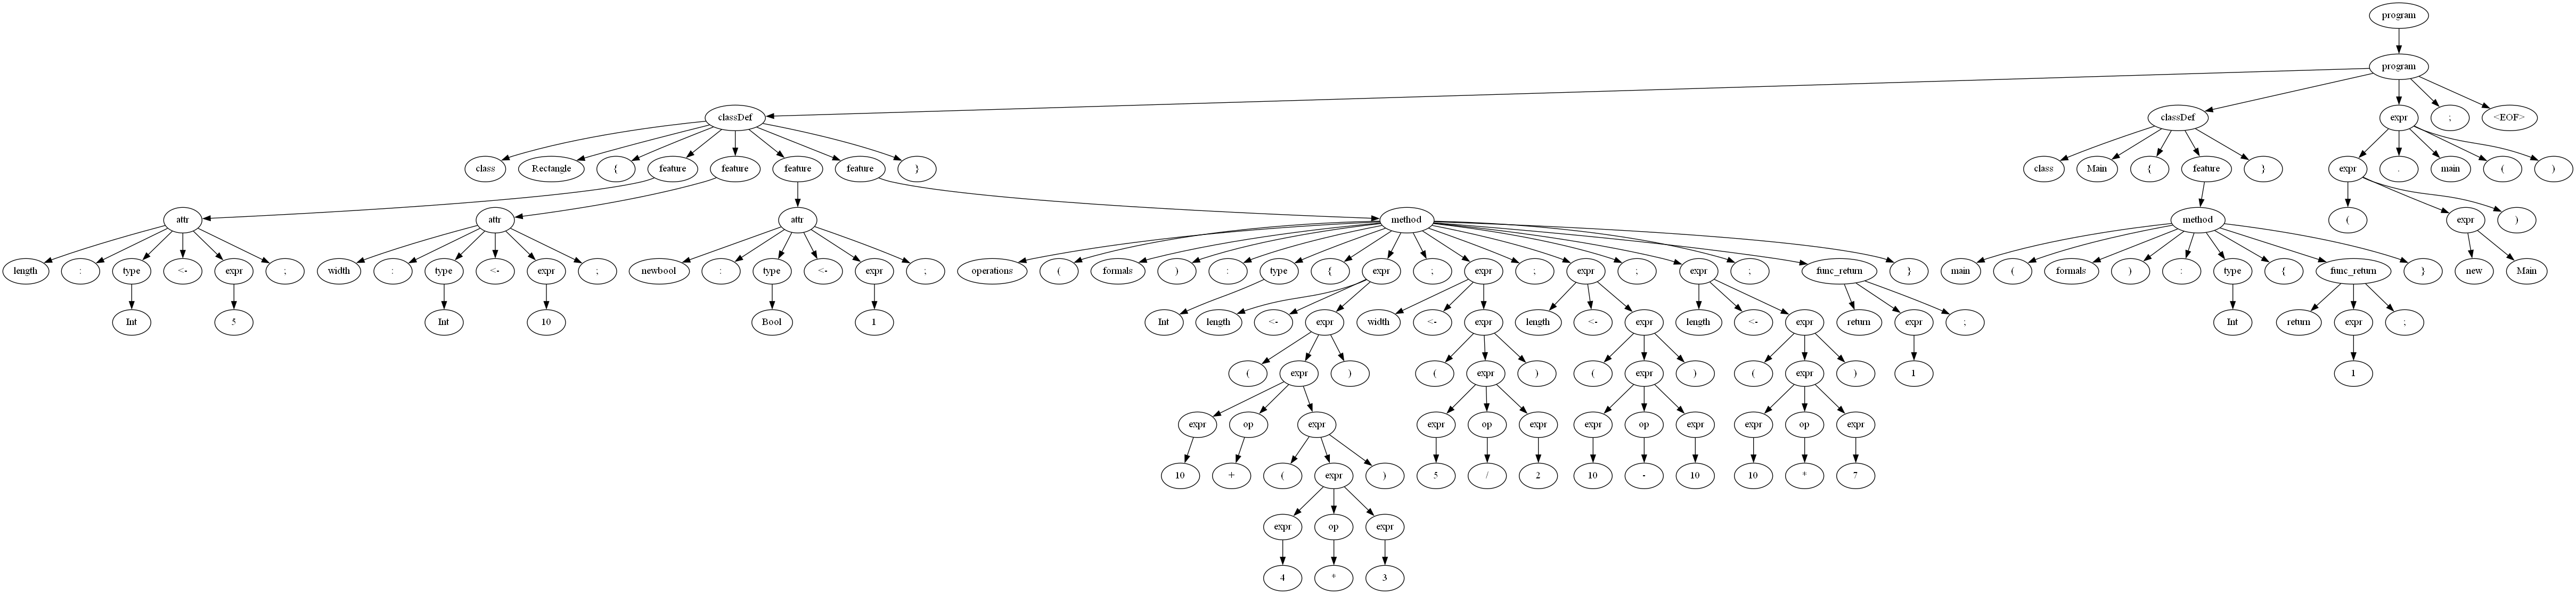 program
program
classDef classDef expr ; <EOF>
class Rectangle { feature feature feature feature } class Main { feature } expr . main ( )
attr attr attr method method ( expr )
length : type <- expr ; width : type <- expr ; newbool : type <- expr ; operations ( formals ) : type { expr ; expr ; expr ; expr ; func_return } main ( formals ) : type { func_return } new Main
Int 5 Int 10 Bool 1 Int length <- expr width <- expr length <- expr length <- expr return expr ; Int return expr ;
( expr ) ( expr ) ( expr ) ( expr ) 1 1
expr op expr expr op expr expr op expr expr op expr
10 + ( expr ) 5 / 2 10 - 10 10 * 7
expr op expr
4 * 3